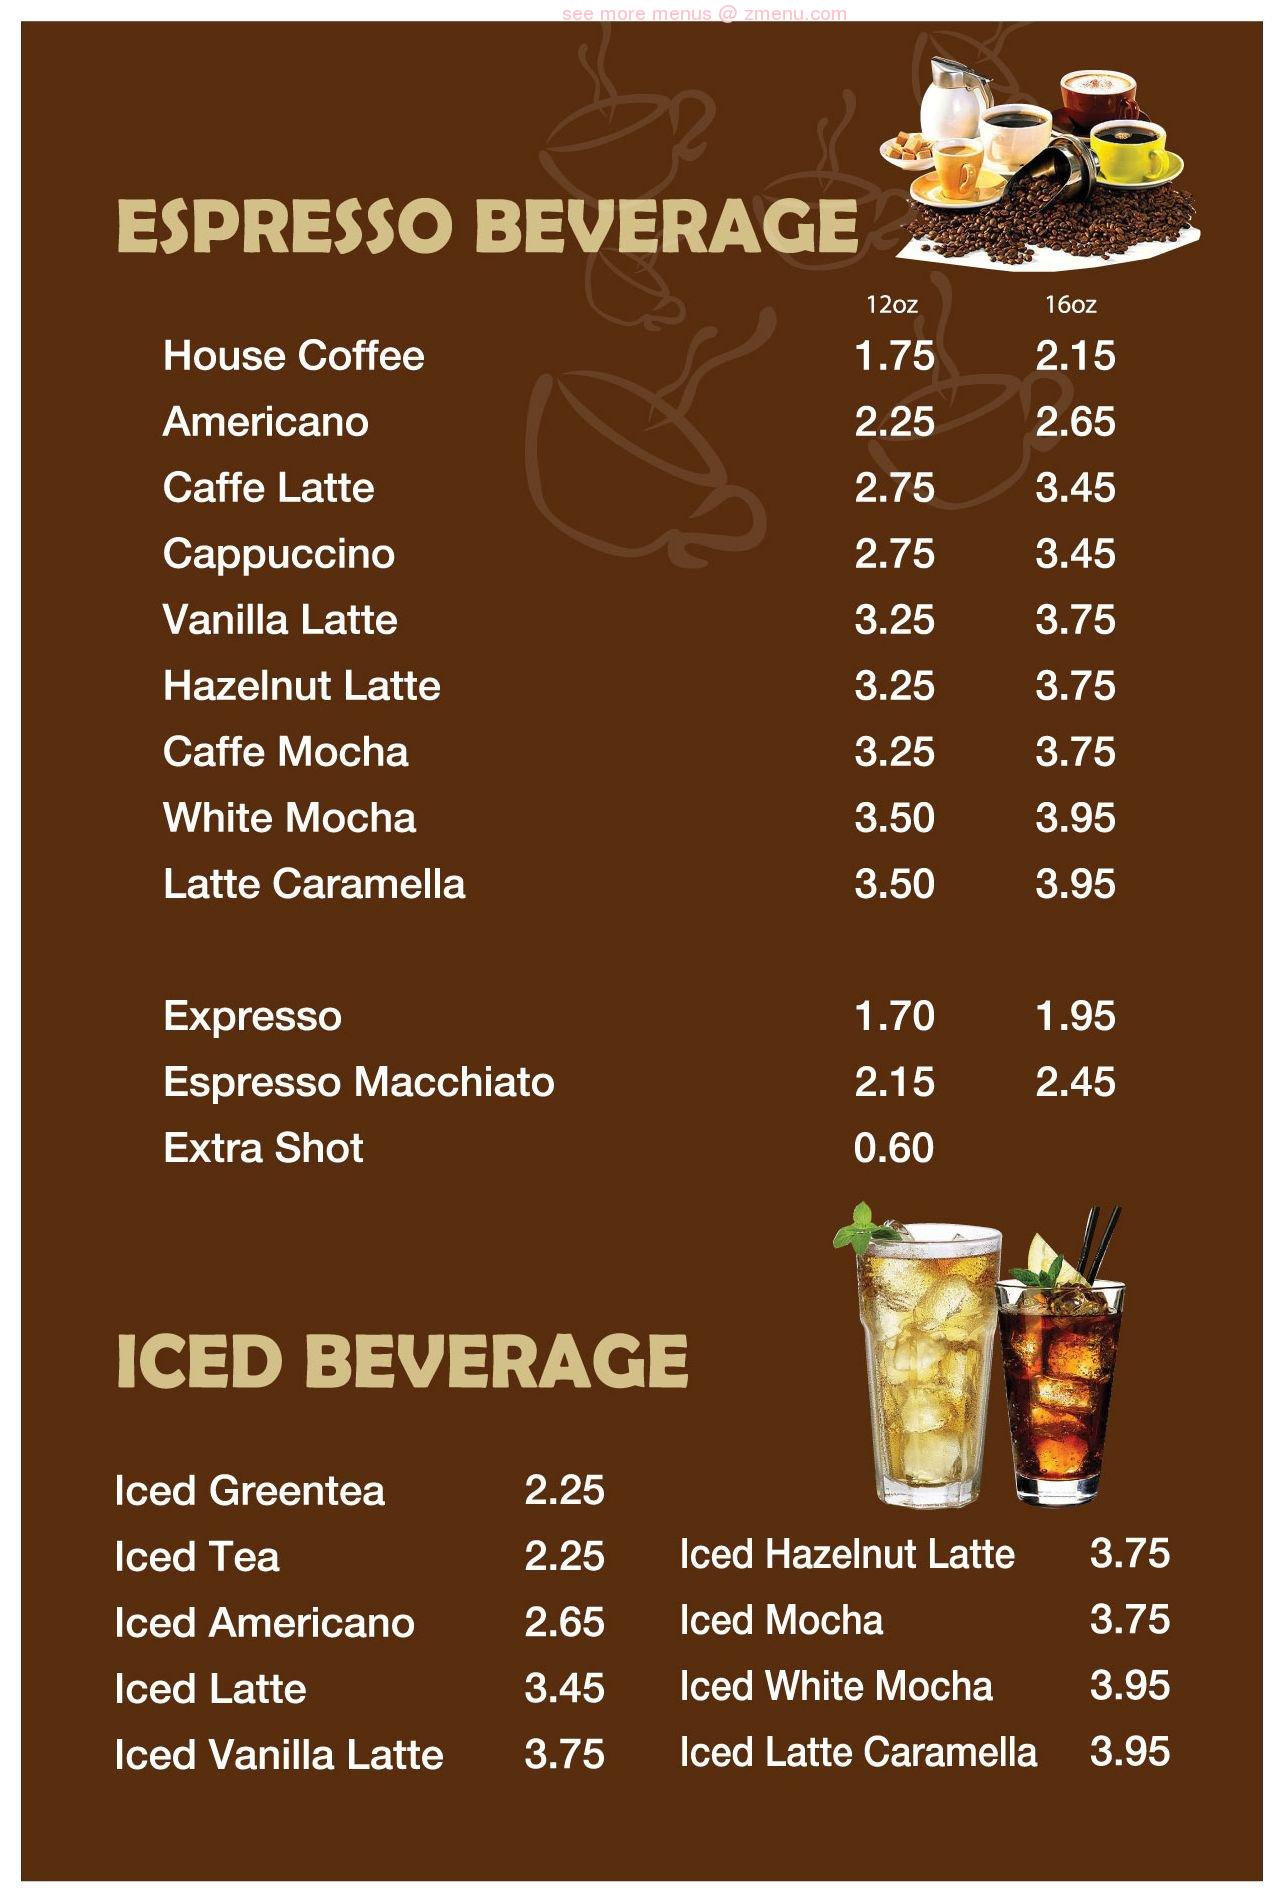 see more menus @ zmenu.com
ESPRESSO BEVERAGE
12oz 16oz
House Coffee 1.75 2.15
Americano 2.25 2.65
Caffe Latte 2.75 3.45
Cappuccino 2.75 3.45
Vanilla Latte 3.25 3.75
Hazelnut Latte 3.25 3.75
Caffe Mocha 3.25 3.75
White Mocha 3.50 3.95
Latte Caramella 3.50 3.95
Expresso 1.70 1.95
Espresso Macchiato 2.15 2.45
Extra Shot 0.60
ICED BEVERAGE
Iced Greentea 2.25
Iced Tea 2.25
Iced Americano 2.65
Iced Latte 3.45
Iced Vanilla Latte 3.75
Iced Hazelnut Latte 3.75
Iced Mocha 3.75
Iced White Mocha 3.95
Iced Latte Caramella 3.95